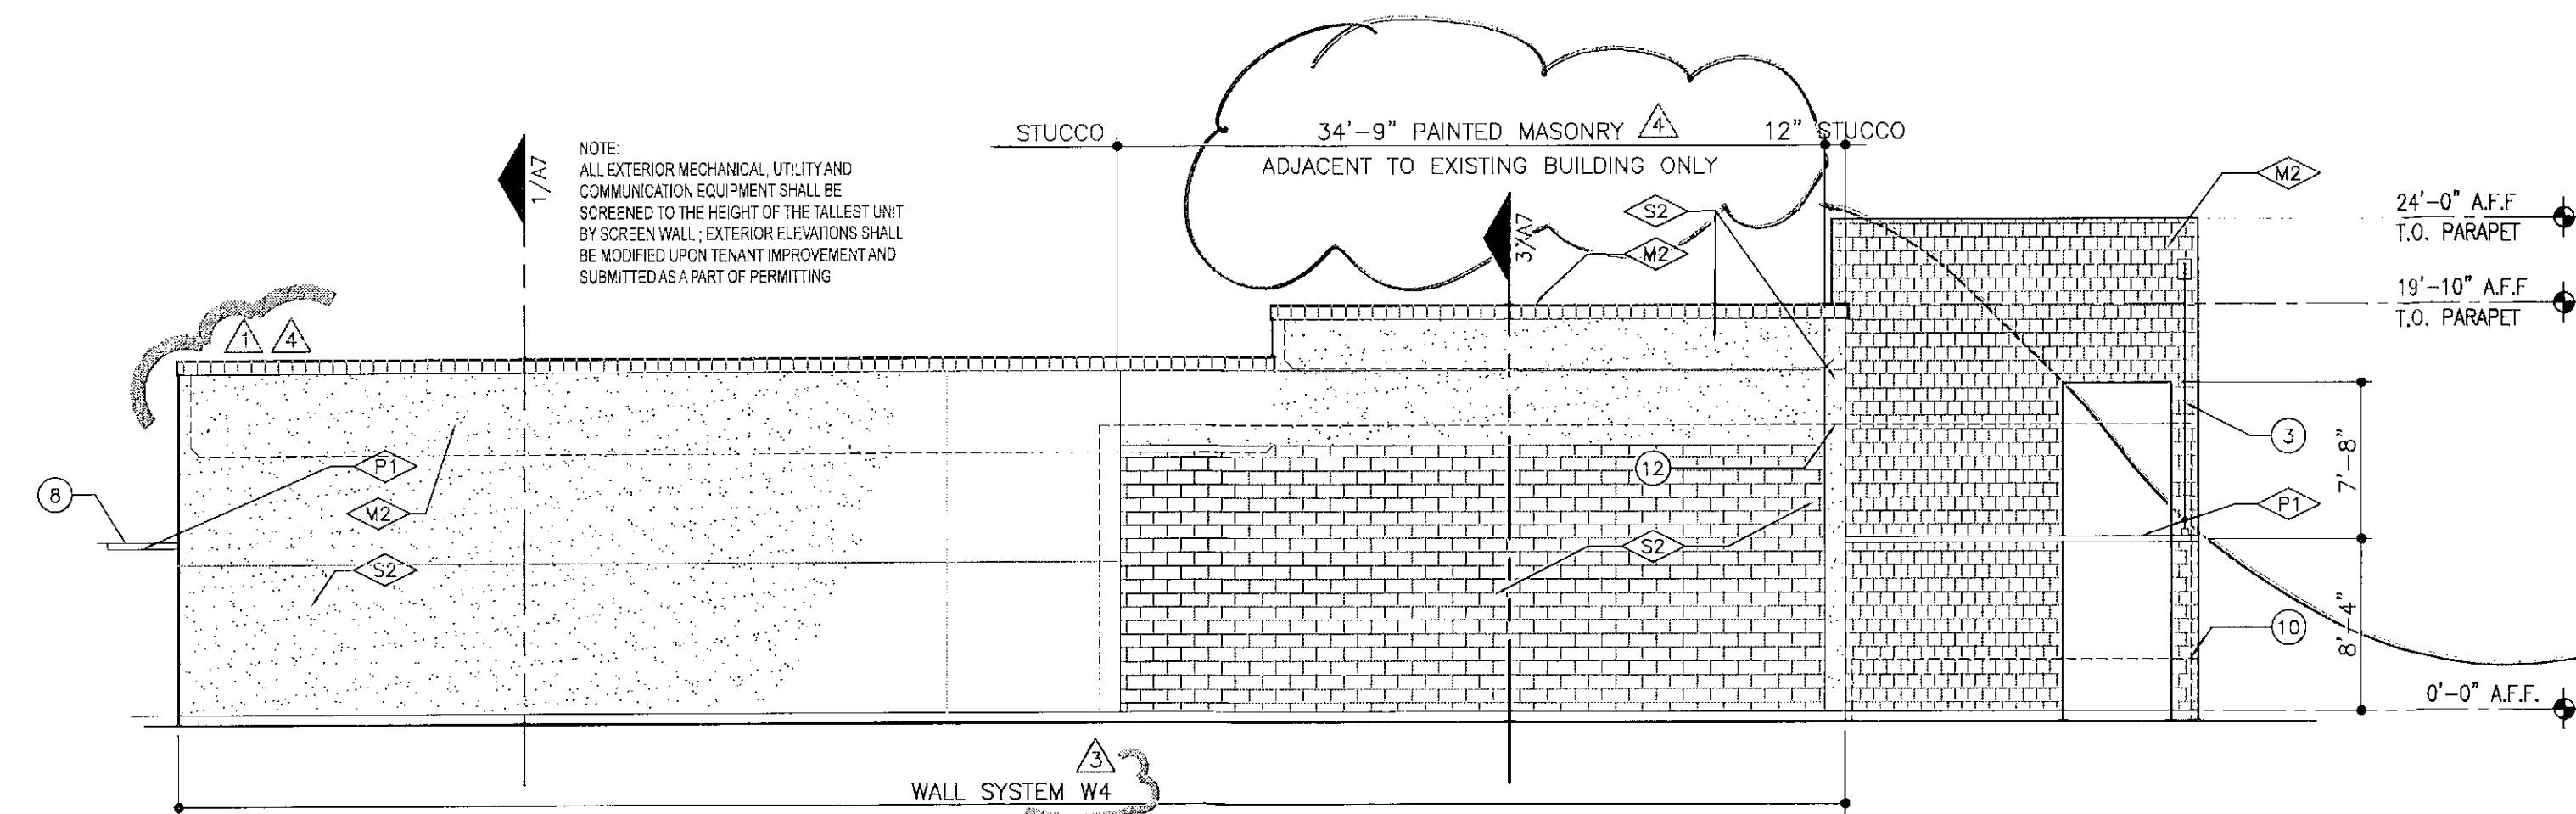 STUCCO
34'-9" PAINTED MASONRY 4
12" STUCCO
ADJACENT TO EXISTING BUILDING ONLY
1/A7
NOTE:
ALL EXTERIOR MECHANICAL, UTILITY AND
COMMUNICATION EQUIPMENT SHALL BE
SCREENED TO THE HEIGHT OF THE TALLEST UNIT
BY SCREEN WALL ; EXTERIOR ELEVATIONS SHALL
BE MODIFIED UPON TENANT IMPROVEMENT AND
SUBMITTED AS A PART OF PERMITTING
S2
M2
3/A7
M2
24'-0" A.F.F
T.O. PARAPET
19'-10" A.F.F
T.O. PARAPET
1 4
P1
8
M2
S2
12
S2
3
7'-8"
P1
10
8'-4"
0'-0" A.F.F.
3
WALL SYSTEM W4